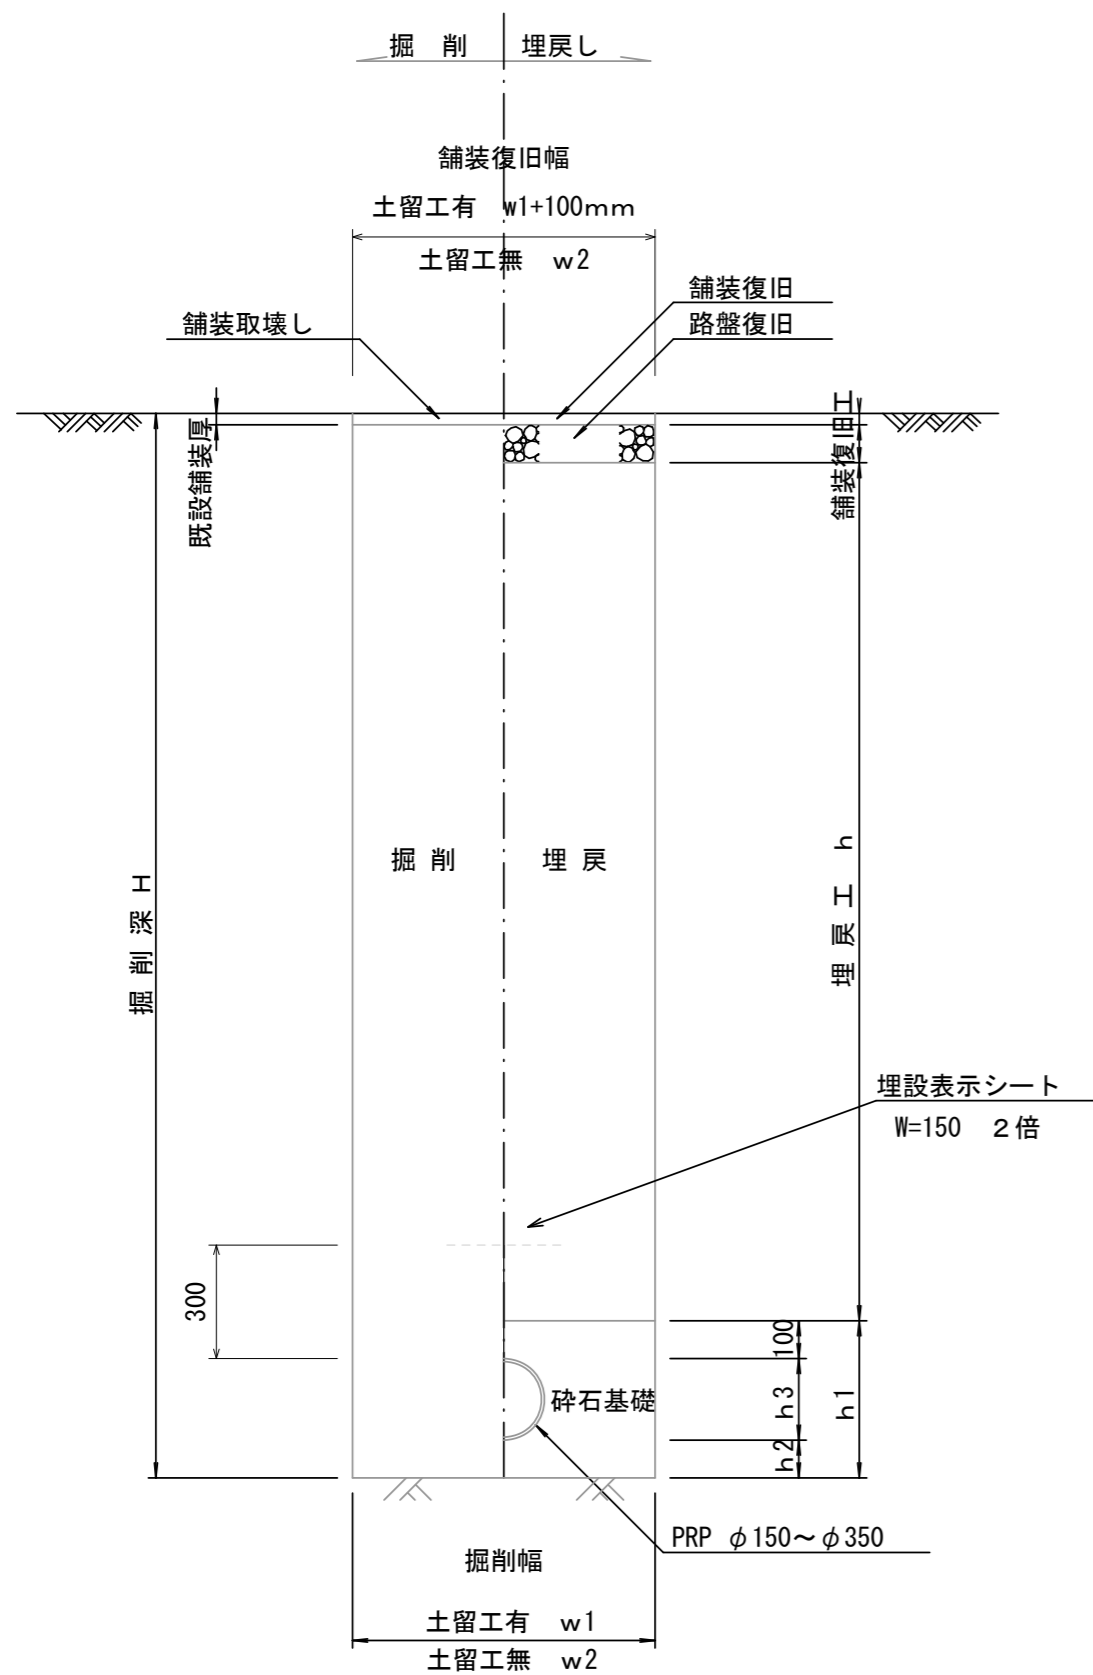 掘 削 埋戻し
舗装復旧幅
土留工有 w1+100mm
土留工無 w2
舗装復旧
路盤復旧
舗装取壊し
既設舗装厚
舗装復旧工
掘 削 埋 戻
掘 削 深 H
埋 戻 工 h
埋設表示シート
W=150 2倍
300
100
h3
h2
h1
砕石基礎
PRP φ150～φ350
掘削幅
土留工有 w1
土留工無 w2